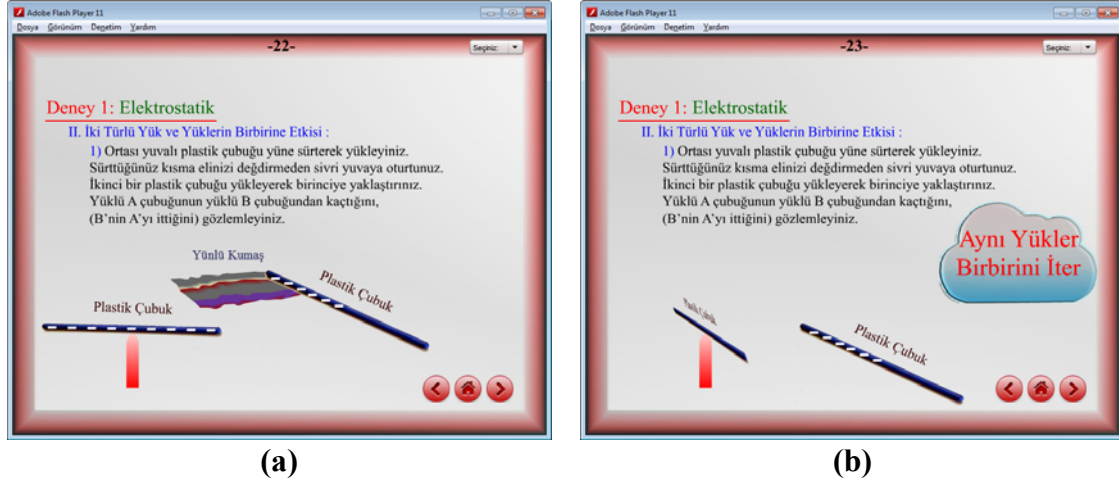 Adobe Flash Player 11
Dosya Görünüm Denetim Yardım
-22-
Seçiniz:
Deney 1: Elektrostatik
II. İki Türlü Yük ve Yüklerin Birbirine Etkisi :
1) Ortası yuvalı plastik çubuğu yüne sürterek yükleyiniz.
Sürttüğünüz kısma elinizi değdirmeden sivri yuvaya oturtunuz.
İkinci bir plastik çubuğu yükleyerek birinciye yaklaştırınız.
Yüklü A çubuğunun yüklü B çubuğundan kaçtığını,
(B'nin A'yı ittiğini) gözlemleyiniz.
Yünlü Kumaş
Plastik Çubuk
Plastik Çubuk
(a)
Adobe Flash Player 11
Dosya Görünüm Denetim Yardım
-23-
Seçiniz:
Deney 1: Elektrostatik
II. İki Türlü Yük ve Yüklerin Birbirine Etkisi :
1) Ortası yuvalı plastik çubuğu yüne sürterek yükleyiniz.
Sürttüğünüz kısma elinizi değdirmeden sivri yuvaya oturtunuz.
İkinci bir plastik çubuğu yükleyerek birinciye yaklaştırınız.
Yüklü A çubuğunun yüklü B çubuğundan kaçtığını,
(B'nin A'yı ittiğini) gözlemleyiniz.
Aynı Yükler
Birbirini İter
Plastik Çubuk
Plastik Çubuk
(b)